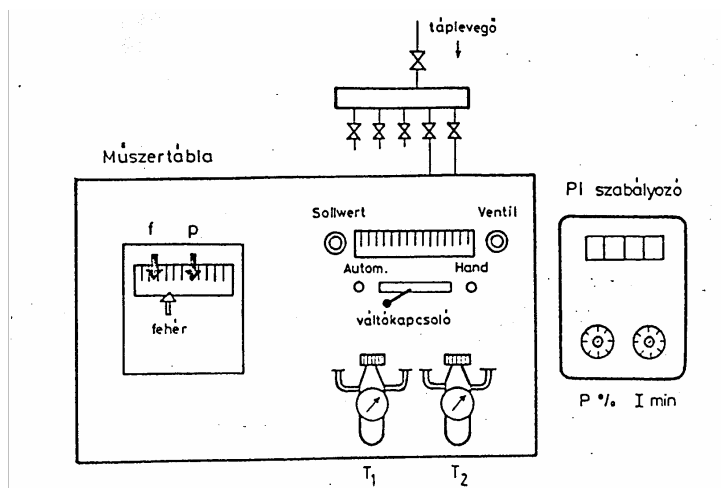 táplevegő
Műszertábla
PI szabályozó
Sollwert
Ventil
f p
Autom.
Hand
fehér
váltókapcsoló
P % I min
T1 T2